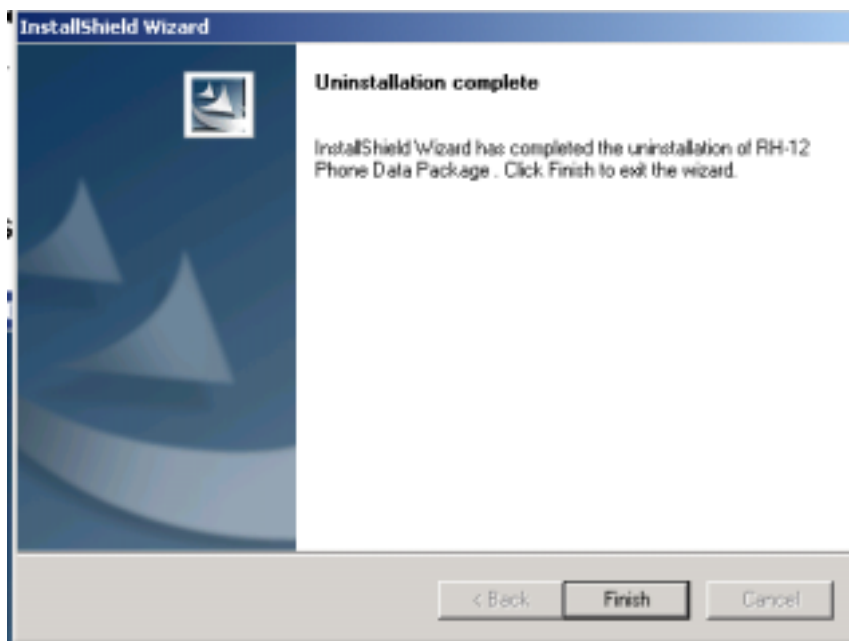 InstallShield Wizard
Uninstallation complete
InstallShield Wizard has completed the uninstallation of RH-12
Phone Data Package . Click Finish to exit the wizard.
< Back
Finish
Cancel